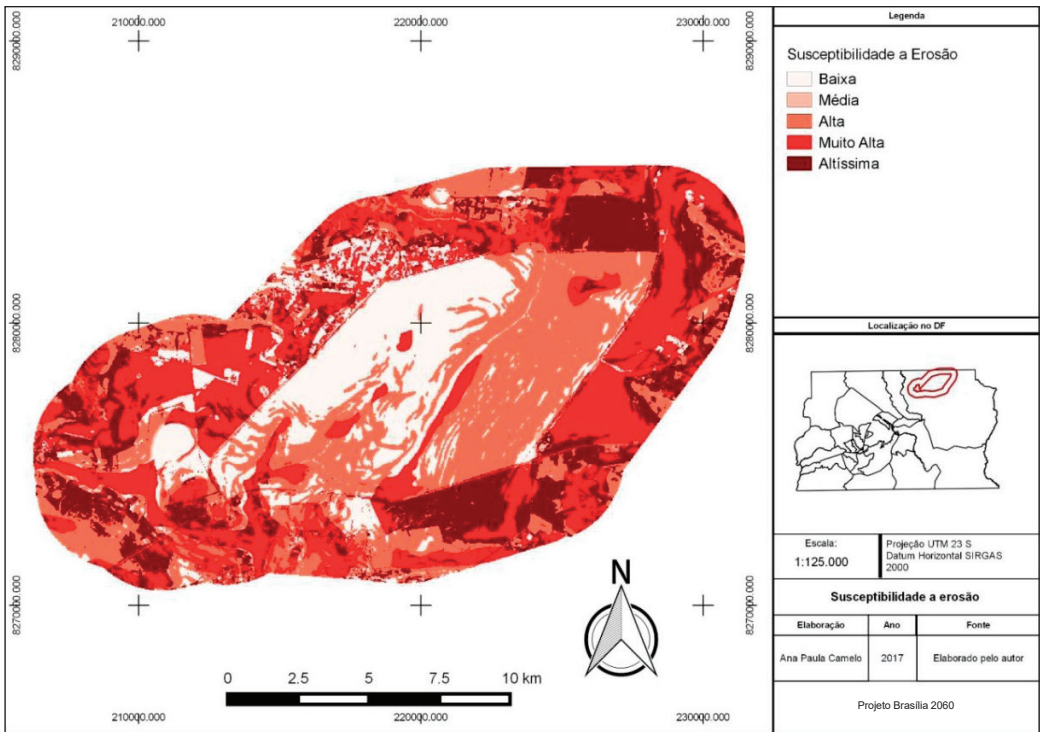 210000.000
220000.000
230000.000
8290000.000
8290000.000
8280000.000
8280000.000
8270000.000
8270000.000
N
0 2.5 5 7.5 10 km
210000.000
220000.000
230000.000
Legenda
Susceptibilidade a Erosão
Baixa
Média
Alta
Muito Alta
Altíssima
Localização no DF
Escala:
1:125.000
Projeção UTM 23 S
Datum Horizontal SIRGAS
2000
Susceptibilidade a erosão
Elaboração Ano Fonte
Ana Paula Camelo 2017 Elaborado pelo autor
Projeto Brasília 2060